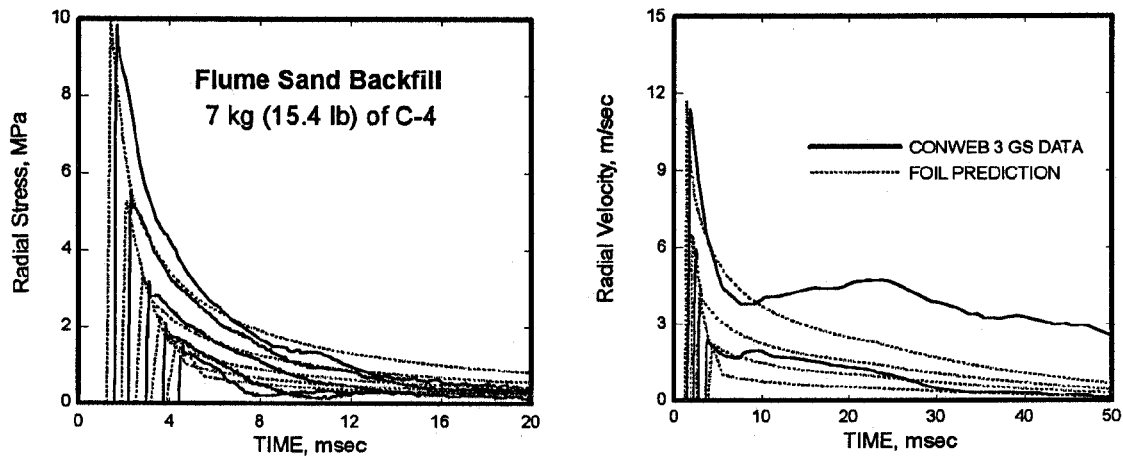 10
8
6
4
2
0
Radial Stress, MPa
Flume Sand Backfill
7 kg (15.4 lb) of C-4
0 4 8 12 16 20
TIME, msec
15
12
9
6
3
0
Radial Velocity, m/sec
CONWEB 3 GS DATA
FOIL PREDICTION
0 10 20 30 40 50
TIME, msec